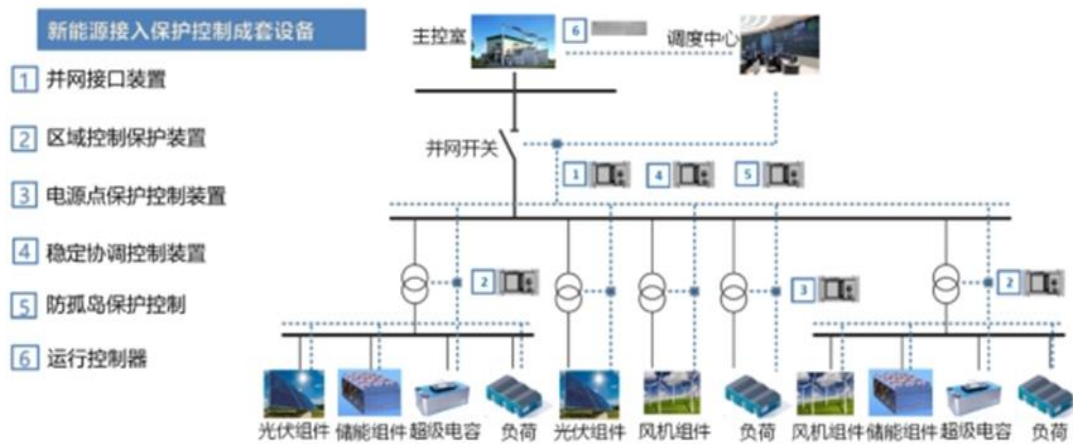 新能源接入保护控制成套设备
1 并网接口装置
2 区域控制保护装置
3 电源点保护控制装置
4 稳定协调控制装置
5 防孤岛保护控制
6 运行控制器
主控室
6
调度中心
并网开关
1
4
5
2
3
2
光伏组件 储能组件 超级电容 负荷 光伏组件 风机组件 负荷 风机组件 储能组件 超级电容 负荷